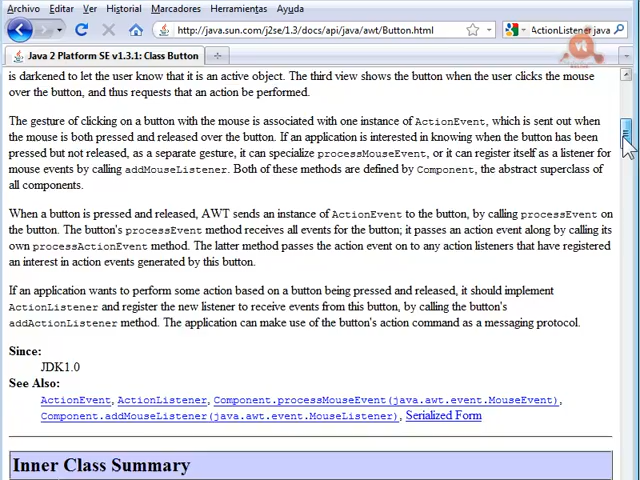 Archivo Editar Ver Historial Marcadores Herramientas Ayuda
http://java.sun.com/j2se/1.3/docs/api/java/awt/Button.html
ActionListener java
Java 2 Platform SE v1.3.1: Class Button
vt
is darkened to let the user know that it is an active object. The third view shows the button when the user clicks the mouse
over the button, and thus requests that an action be performed.
The gesture of clicking on a button with the mouse is associated with one instance of ActionEvent, which is sent out when
the mouse is both pressed and released over the button. If an application is interested in knowing when the button has been
pressed but not released, as a separate gesture, it can specialize processMouseEvent, or it can register itself as a listener for
mouse events by calling addMouseListener. Both of these methods are defined by Component, the abstract superclass of
all components.
When a button is pressed and released, AWT sends an instance of ActionEvent to the button, by calling processEvent on
the button. The button's processEvent method receives all events for the button; it passes an action event along by calling its
own processActionEvent method. The latter method passes the action event on to any action listeners that have registered
an interest in action events generated by this button.
If an application wants to perform some action based on a button being pressed and released, it should implement
ActionListener and register the new listener to receive events from this button, by calling the button's
addActionListener method. The application can make use of the button's action command as a messaging protocol.
Since:
JDK1.0
See Also:
ActionEvent, ActionListener, Component.processMouseEvent(java.awt.event.MouseEvent),
Component.addMouseListener(java.awt.event.MouseListener), Serialized Form
Inner Class Summary